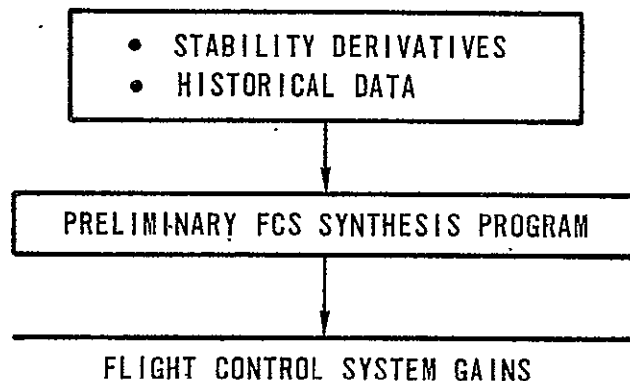 • STABILITY DERIVATIVES
• HISTORICAL DATA
PRELIMINARY FCS SYNTHESIS PROGRAM
FLIGHT CONTROL SYSTEM GAINS